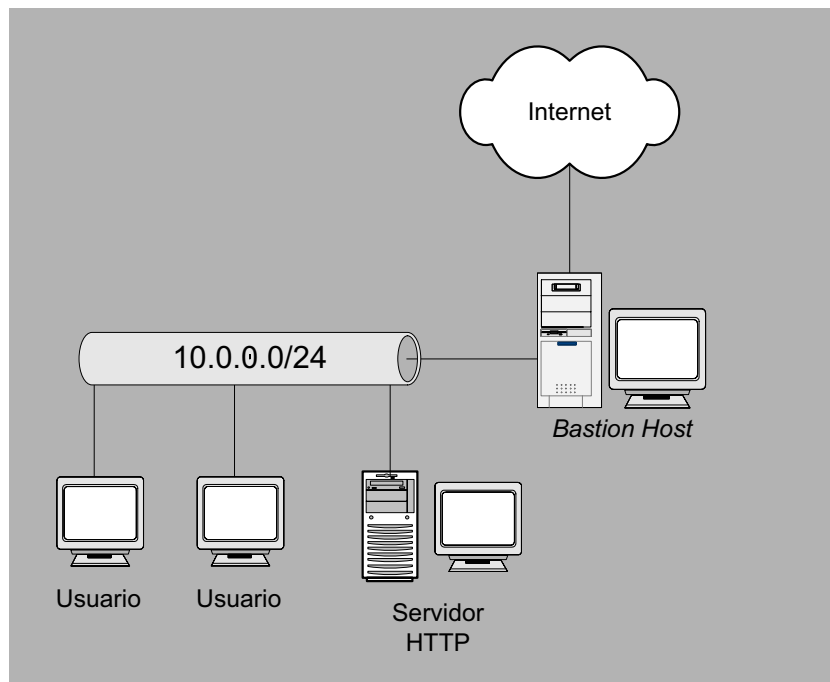 Internet
10.0.0.0/24
Bastion Host
Usuario
Usuario
Servidor
HTTP